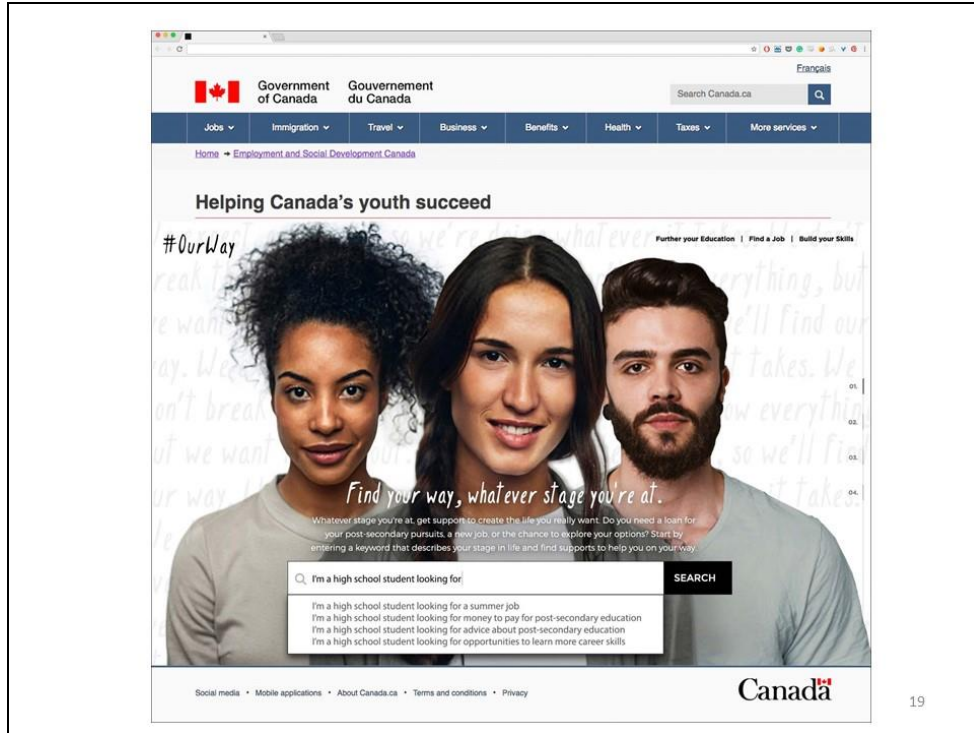 Français
Government of Canada
Gouvernement du Canada
Search Canada.ca
Jobs Immigration Travel Business Benefits Health Taxes More services
Home → Employment and Social Development Canada
Helping Canada's youth succeed
#OurWay
Further your Education | Find a Job | Build your Skills
01.
02.
03.
04.
Find your way, whatever stage you're at.
Whatever stage you're at, get support to create the life you really want. Do you need a loan for
your post-secondary pursuits, a new job, or the chance to explore your options? Start by
entering a keyword that describes your stage in life and find supports to help you on your way.
I'm a high school student looking for
SEARCH
I'm a high school student looking for a summer job
I'm a high school student looking for money to pay for post-secondary education
I'm a high school student looking for advice about post-secondary education
I'm a high school student looking for opportunities to learn more career skills
Social media • Mobile applications • About Canada.ca • Terms and conditions • Privacy
Canada
19